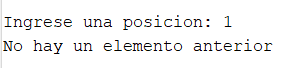 Ingrese una posicion: 1
No hay un elemento anterior